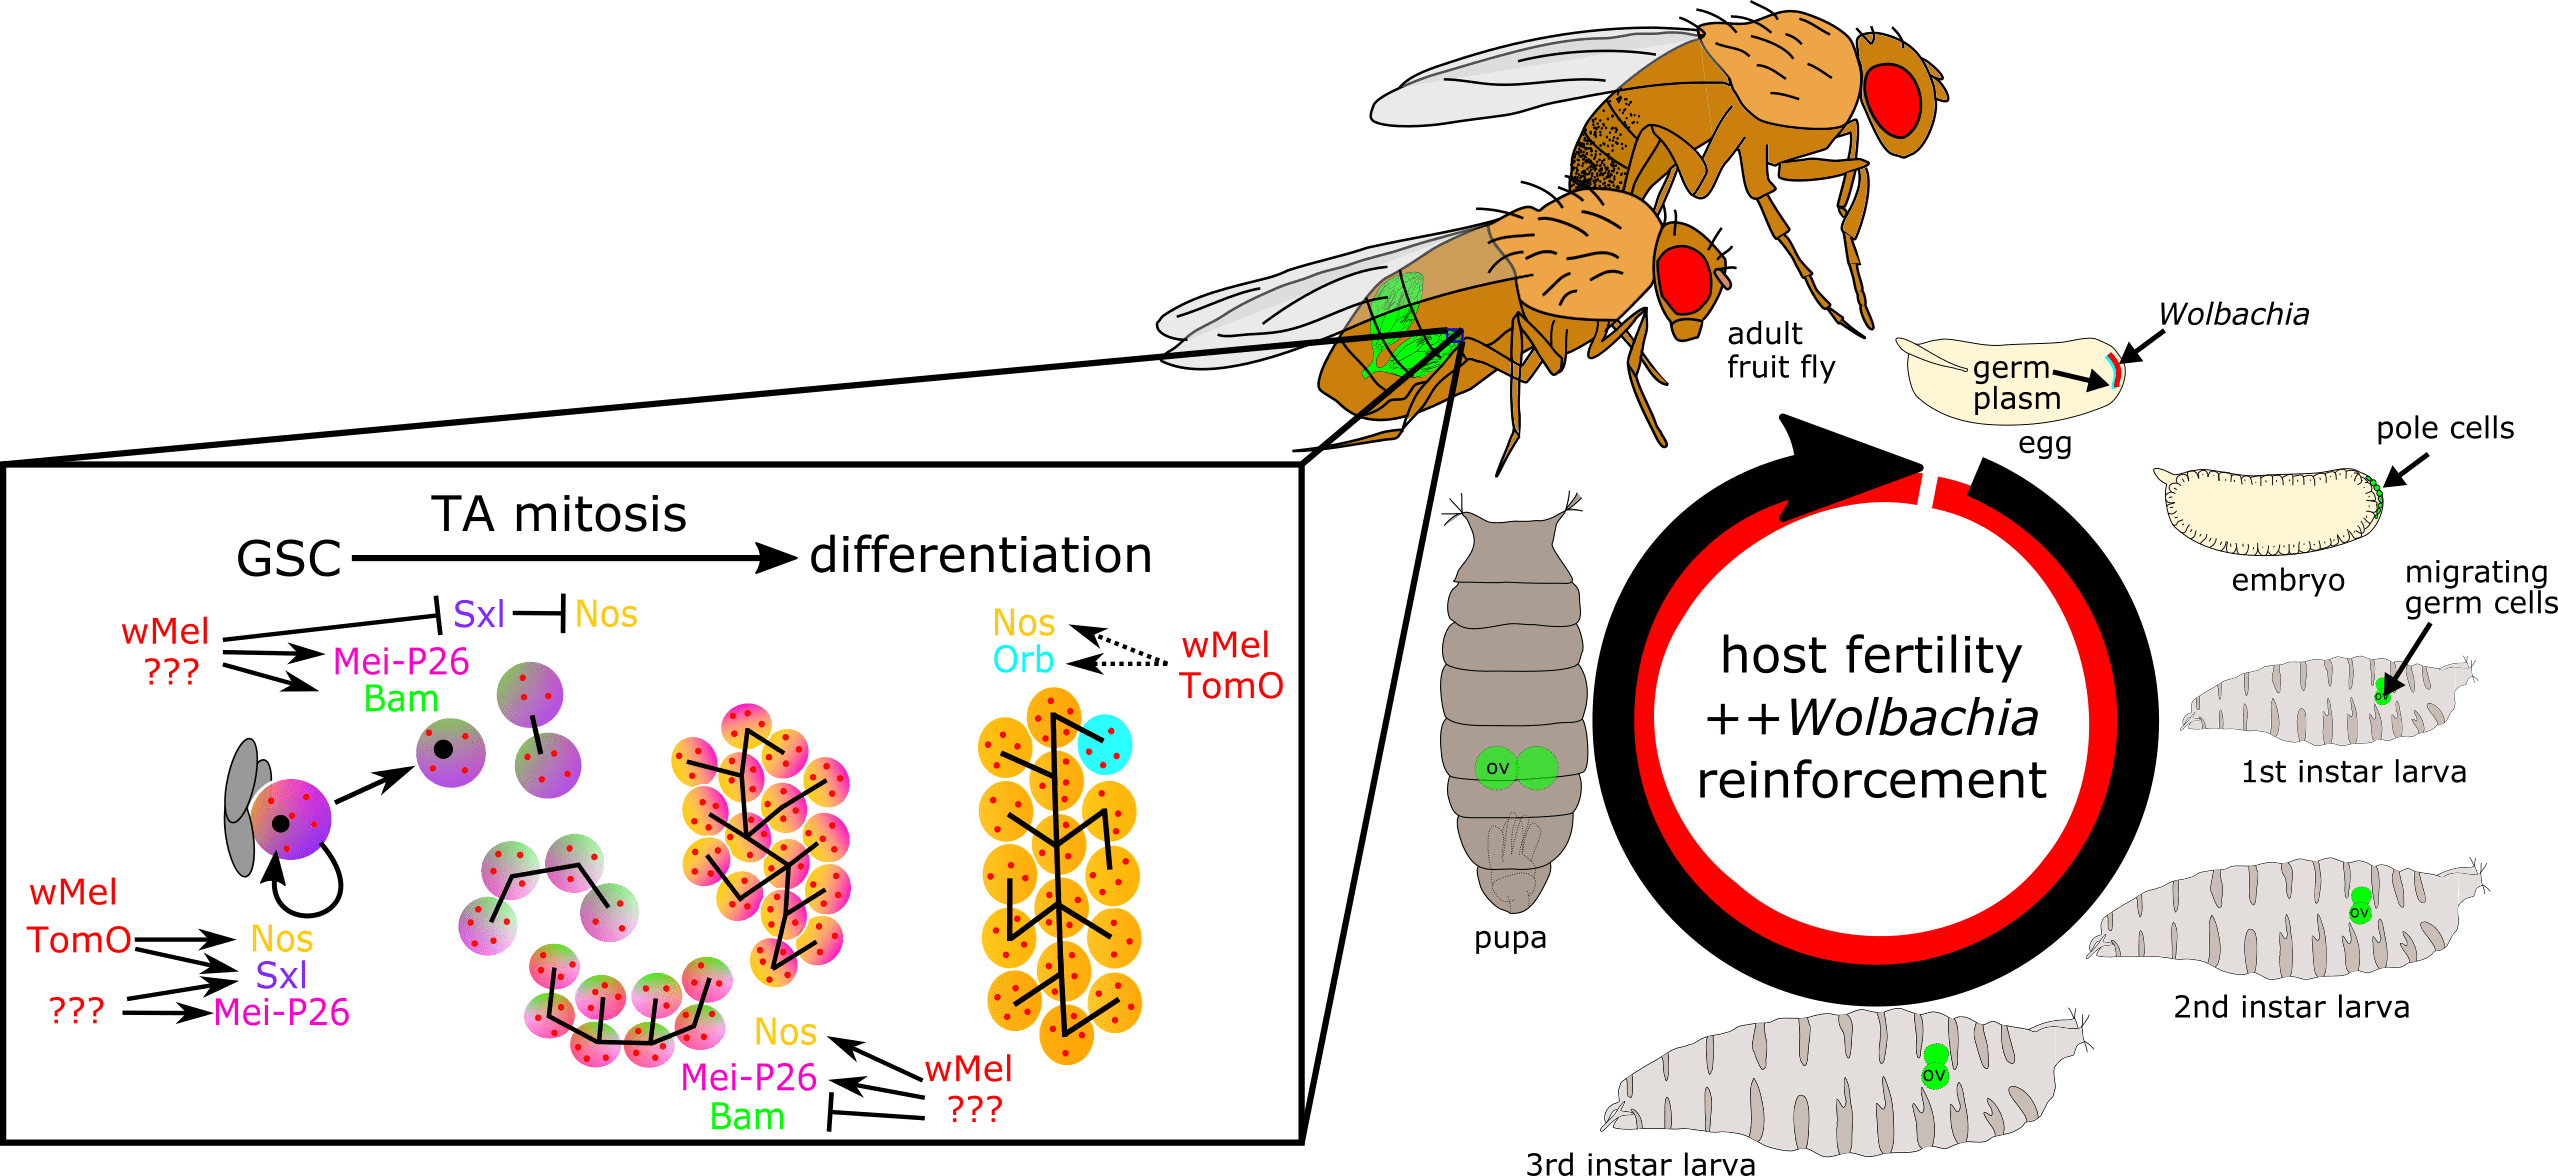 adult
fruit fly
Wolbachia
germ
plasm
egg
pole cells
embryo
migrating
germ cells
ov
1st instar larva
ov
2nd instar larva
ov
3rd instar larva
ov
pupa
host fertility
++Wolbachia
reinforcement
TA mitosis
GSC
differentiation
wMel
???
Sxl
Nos
Mei-P26
Bam
Nos
Orb
wMel
TomO
wMel
TomO
???
Nos
Sxl
Mei-P26
Nos
Mei-P26
Bam
wMel
???